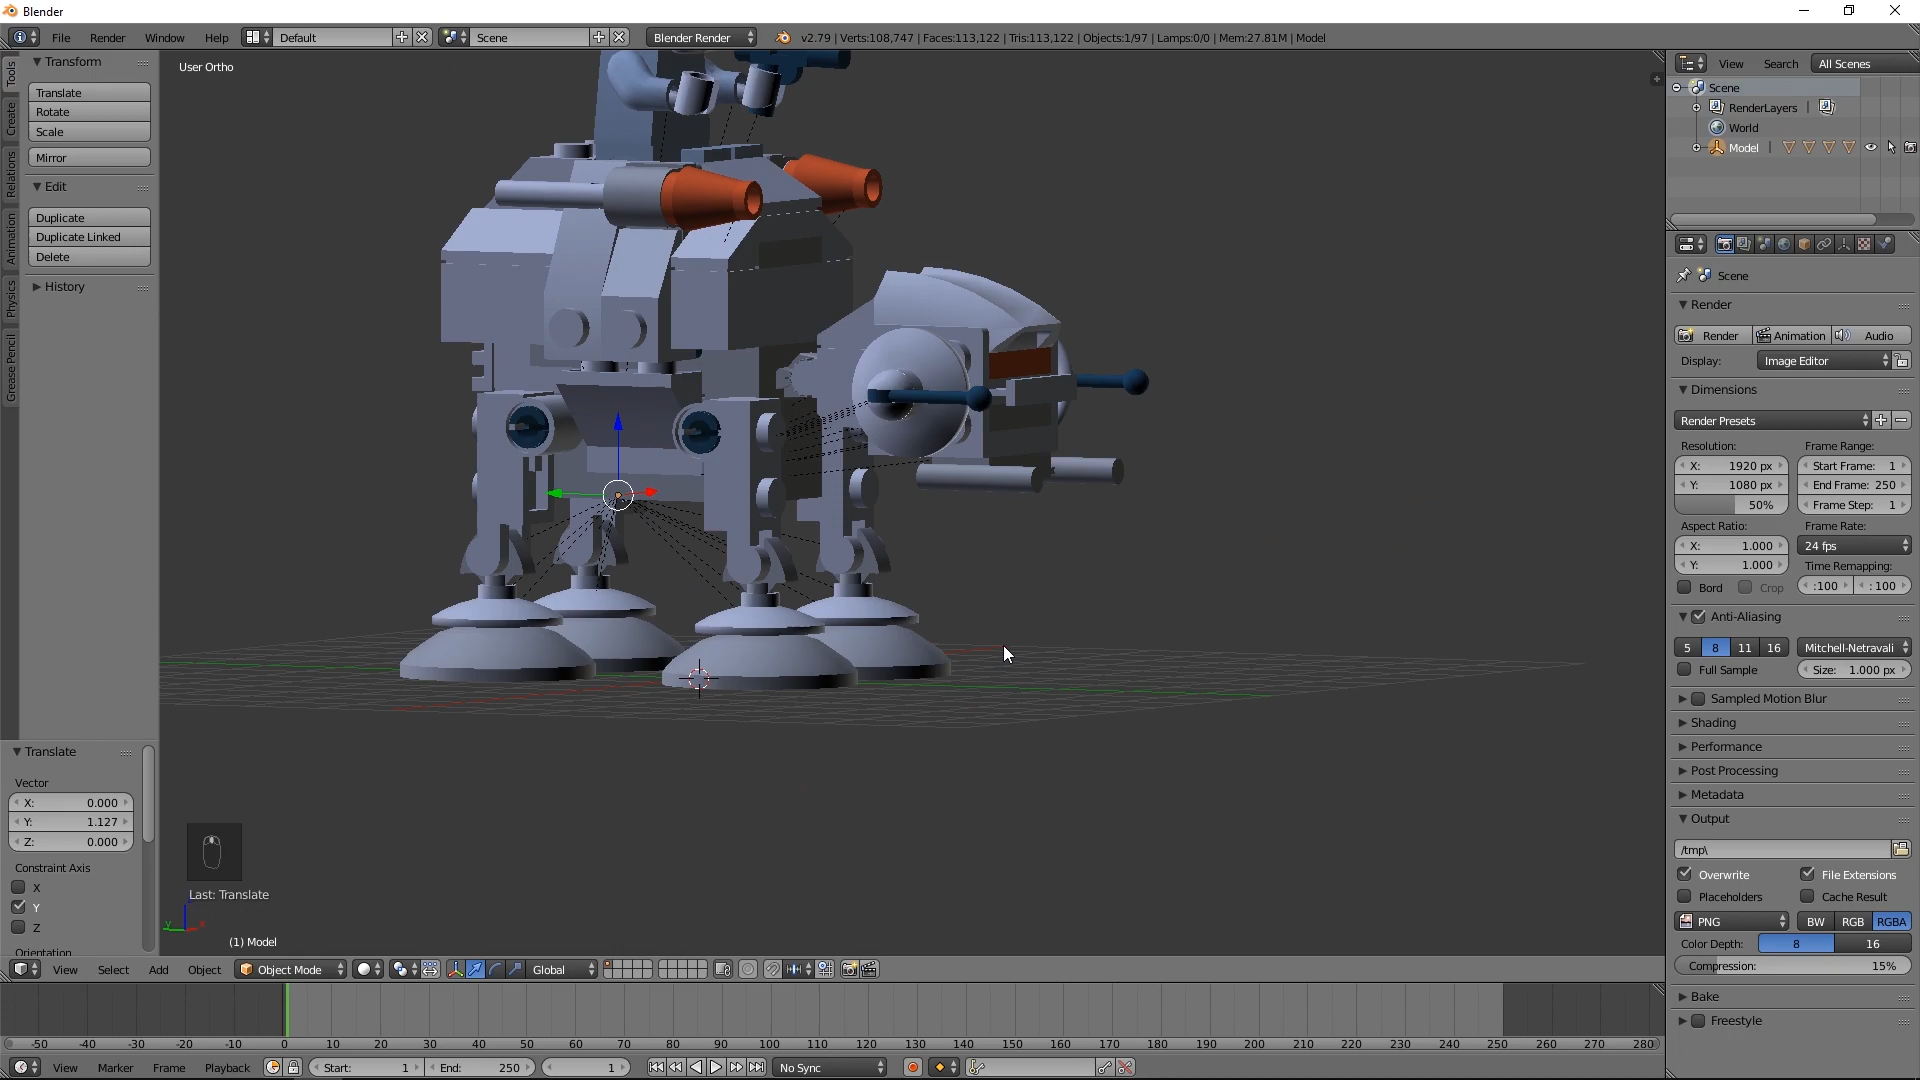 Blender
File Render Window Help Default Scene Blender Render v2.79 | Verts:108,747 | Faces:113,122 | Tris:113,122 | Objects:1/97 | Lamps:0/0 | Mem:27.81M | Model
Tools
Create
Relations
Animation
Physics
Grease Pencil
Transform
Translate
Rotate
Scale
Mirror
Edit
Duplicate
Duplicate Linked
Delete
History
Translate
Vector
X: 0.000
Y: 1.127
Z: 0.000
Constraint Axis
X
Y
Z
Orientation
User Ortho
Last: Translate
Y X
(1) Model
View Select Add Object Object Mode Global
-50 -40 -30 -20 -10 0 10 20 30 40 50 60 70 80 90 100 110 120 130 140 150 160 170 180 190 200 210 220 230 240 250 260 270 280
View Marker Frame Playback Start: 1 End: 250 1 No Sync
View Search All Scenes
Scene
RenderLayers |
World
Model |
Scene
Render
Render Animation Audio
Display: Image Editor
Dimensions
Render Presets
Resolution: Frame Range:
X: 1920 px Start Frame: 1
Y: 1080 px End Frame: 250
50% Frame Step: 1
Aspect Ratio: Frame Rate:
X: 1.000 24 fps
Y: 1.000 Time Remapping:
Bord Crop :100 : 100
Anti-Aliasing
5 8 11 16 Mitchell-Netravali
Full Sample Size: 1.000 px
Sampled Motion Blur
Shading
Performance
Post Processing
Metadata
Output
/tmp\
Overwrite File Extensions
Placeholders Cache Result
PNG BW RGB RGBA
Color Depth: 8 16
Compression: 15%
Bake
Freestyle